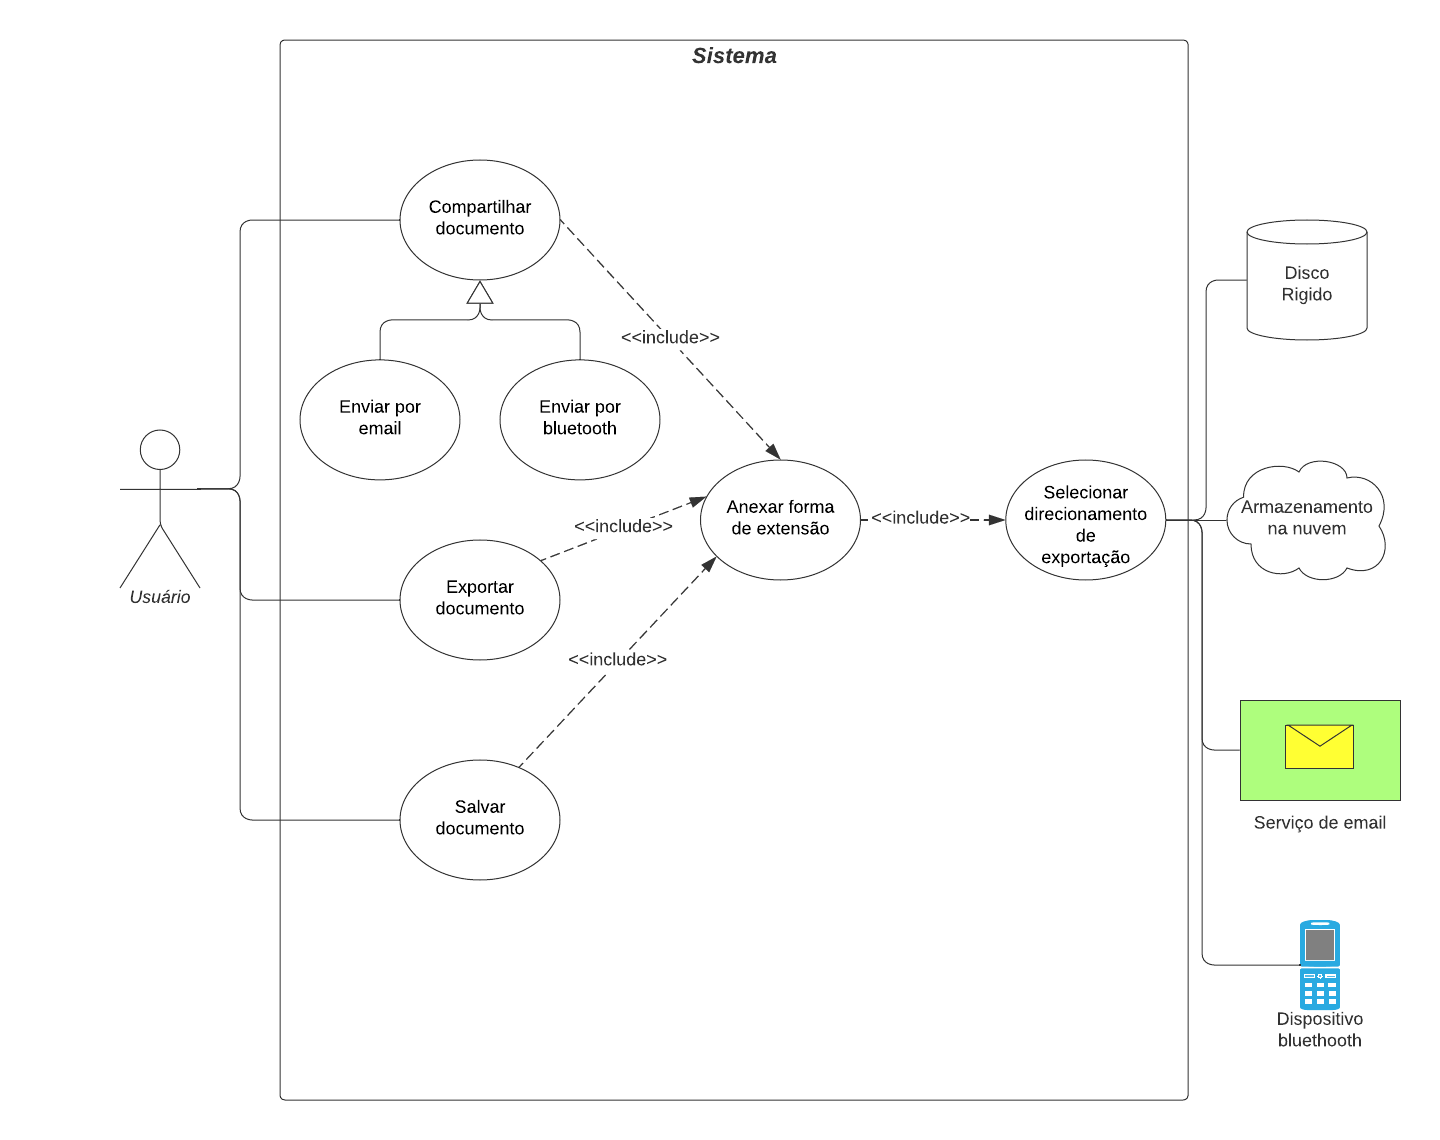 Sistema
Compartilhar
documento
<<include>>
Enviar por
email
Enviar por
bluetooth
Disco
Rigido
Usuário
Anexar forma
de extensão
<<include>>
Selecionar
direcionamento
de
exportação
Armazenamento
na nuvem
<<include>>
Exportar
documento
<<include>>
Salvar
documento
Serviço de email
Dispositivo
bluethooth